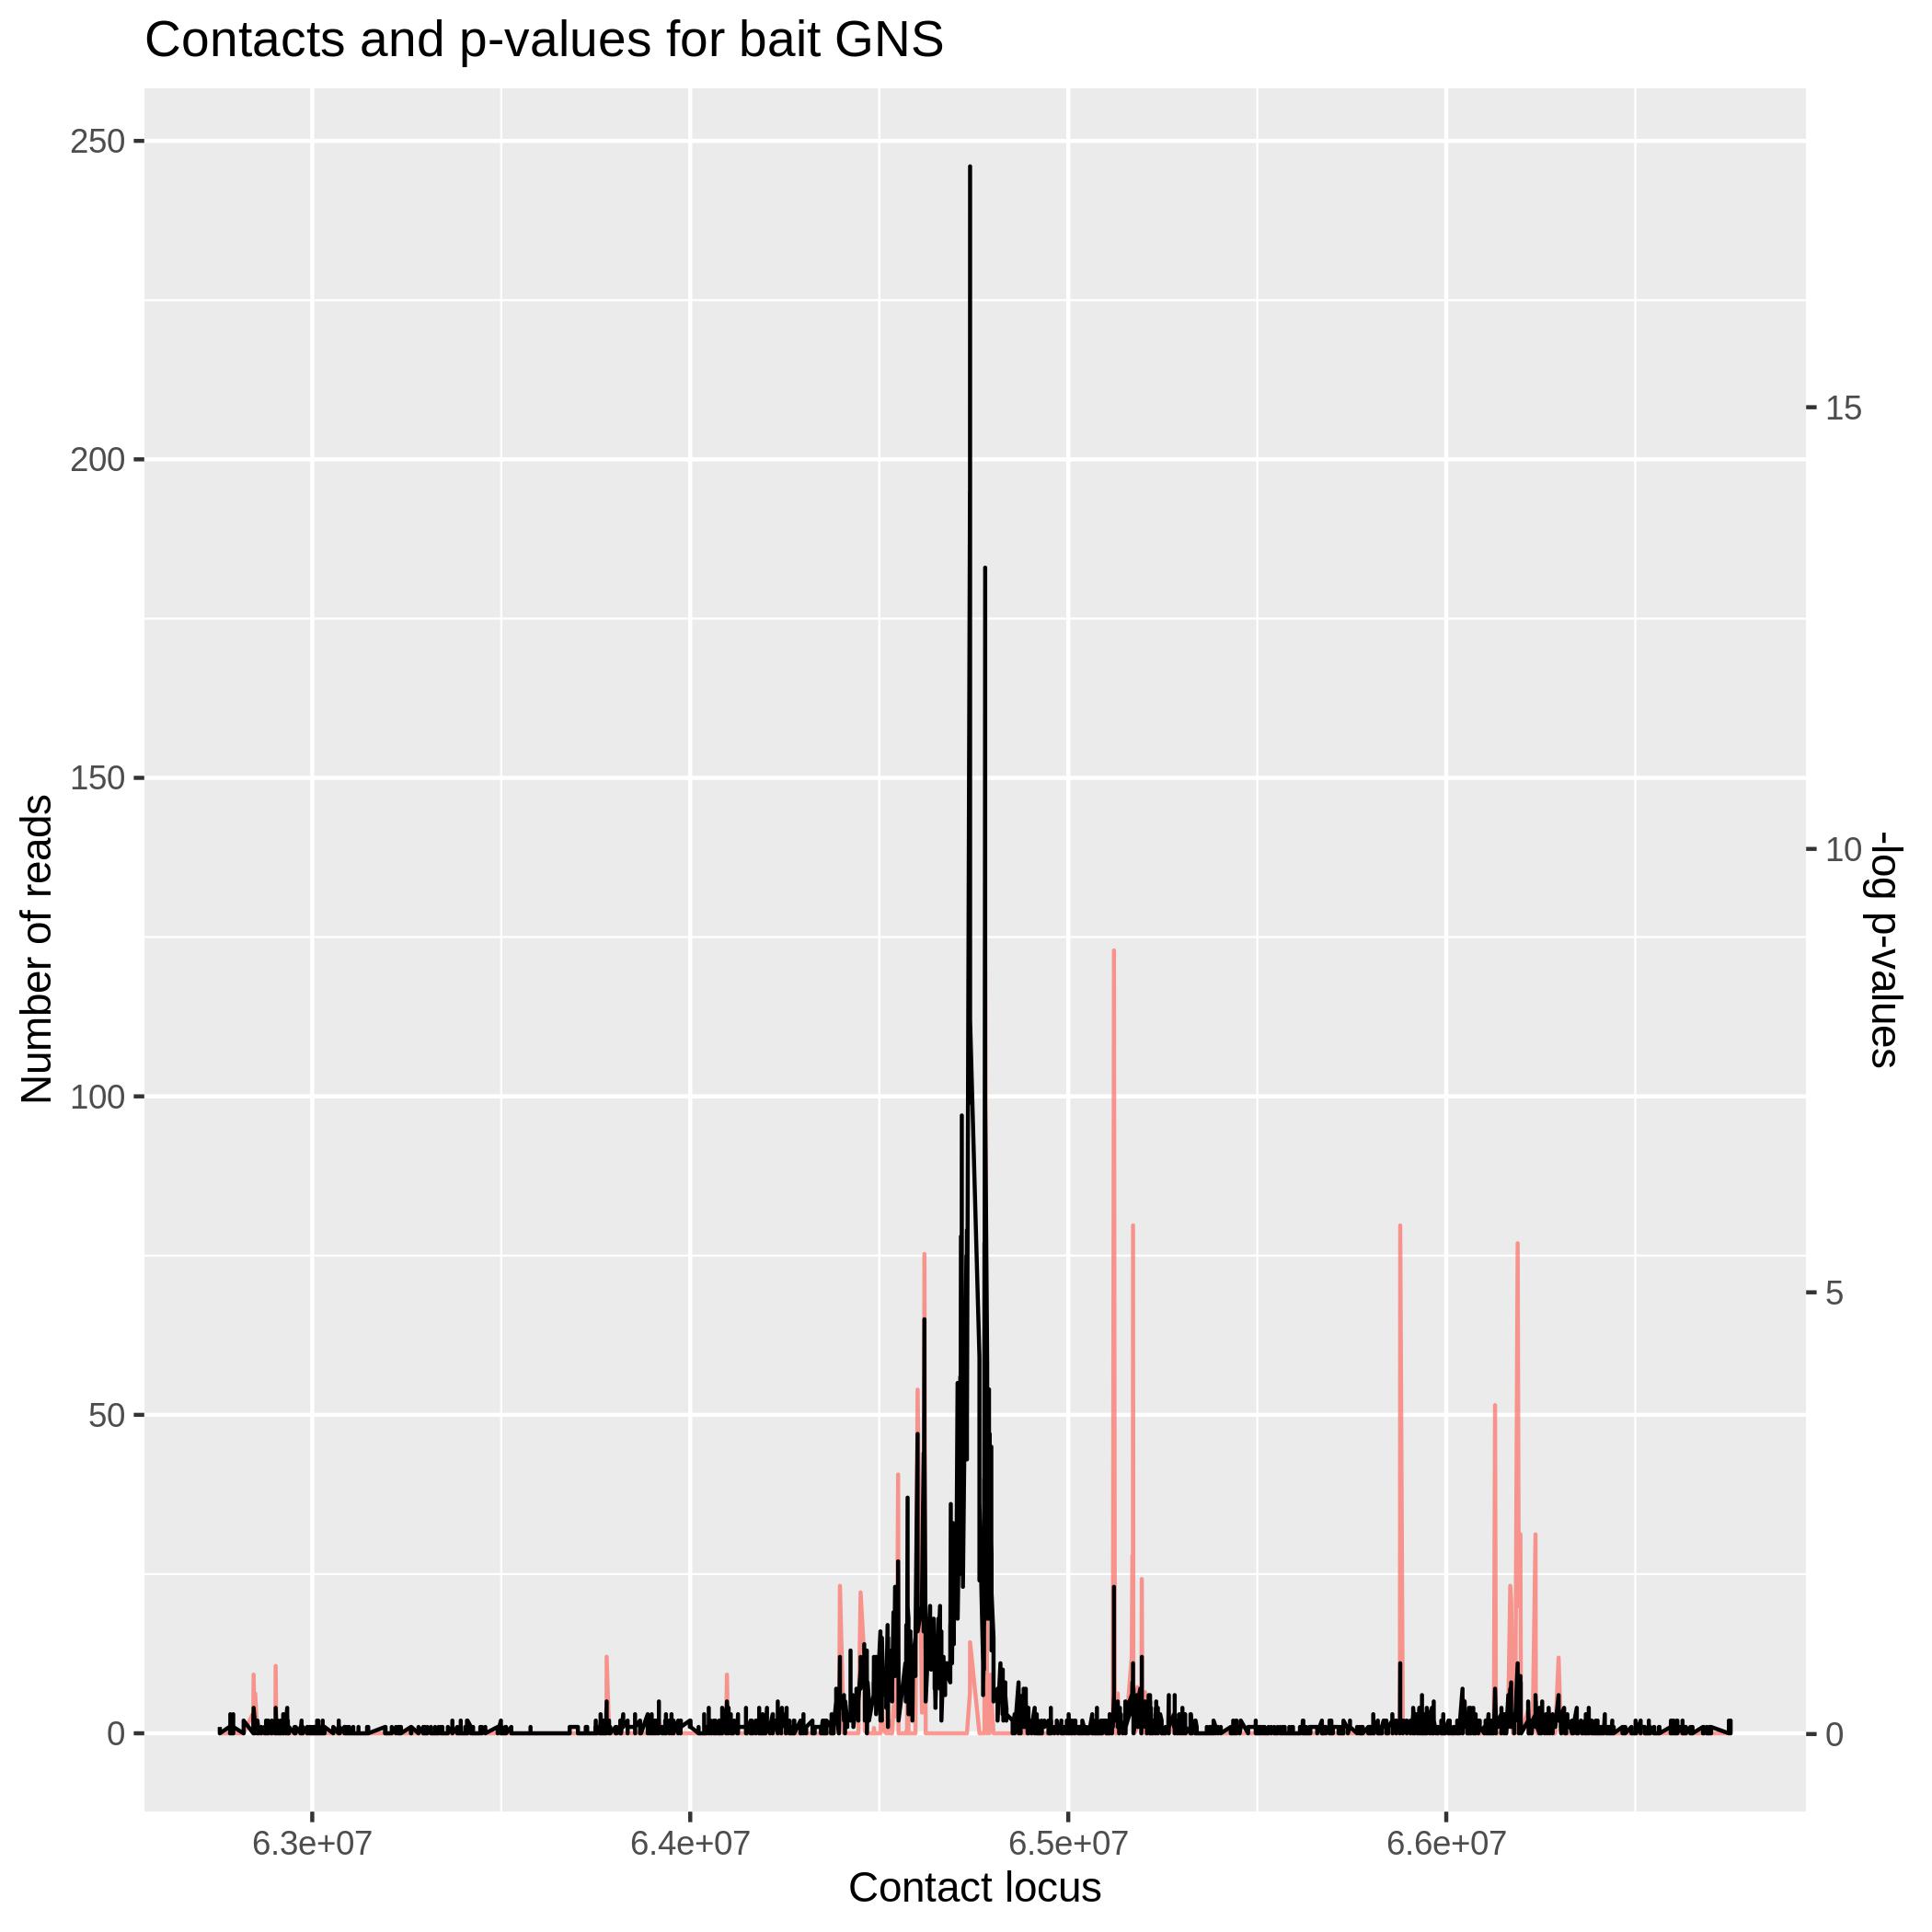 Contacts and p-values for bait GNS
250
200
150
100
50
0
Number of reads
15
10
5
0
-log p-values
6.3e+07
6.4e+07
6.5e+07
6.6e+07
Contact locus